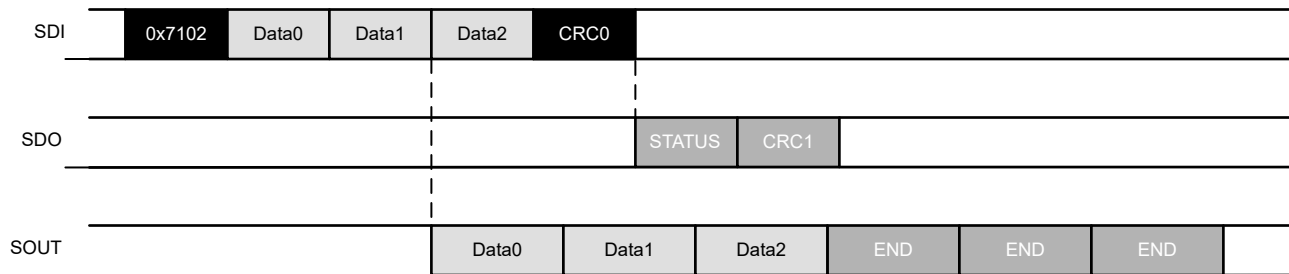 SDI 0x7102 Data0 Data1 Data2 CRC0
SDO STATUS CRC1
SOUT Data0 Data1 Data2 END END END